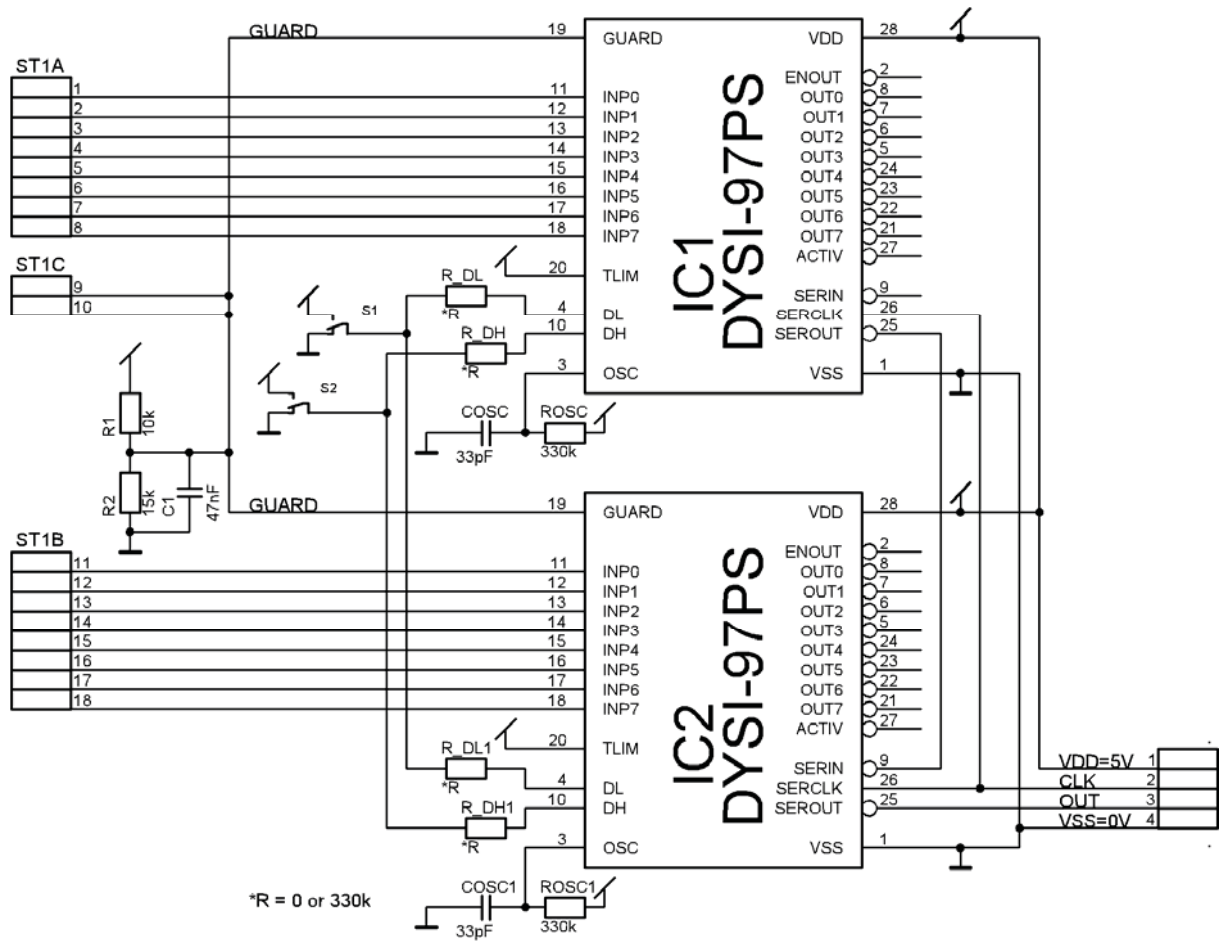 GUARD 19 GUARD VDD 28
ST1A
ENOUT 2
1 11 INP0 OUT0 8
2 12 INP1 OUT1 7
3 13 INP2 OUT2 6
4 14 INP3 OUT3 5
5 15 INP4 OUT4 24
6 16 INP5 OUT5 23
7 17 INP6 OUT6 22
8 18 INP7 OUT7 21
ACTIV 27
IC1
DYSI-97PS
ST1C
R_DL 20 TLIM
9 SERIN 9
10 *R 4 DL SERCLK 26
S1 R_DH 10 DH SEROUT 25
*R
3 OSC VSS 1
S2
R1 10k
COSC ROSC
33pF 330k
R2 15k
C1 47nF
GUARD 19 GUARD VDD 28
ST1B
ENOUT 2
11 11 INP0 OUT0 8
12 12 INP1 OUT1 7
13 13 INP2 OUT2 6
14 14 INP3 OUT3 5
15 15 INP4 OUT4 24
16 16 INP5 OUT5 23
17 17 INP6 OUT6 22
18 18 INP7 OUT7 21
ACTIV 27
IC2
DYSI-97PS
R_DL1 20 TLIM
SERIN 9 VDD=5V 1
*R 4 DL SERCLK 26 CLK 2
R_DH1 10 DH SEROUT 25 OUT 3
VSS=0V 4
*R
3 OSC VSS 1
COSC1 ROSC1
*R = 0 or 330k
33pF 330k